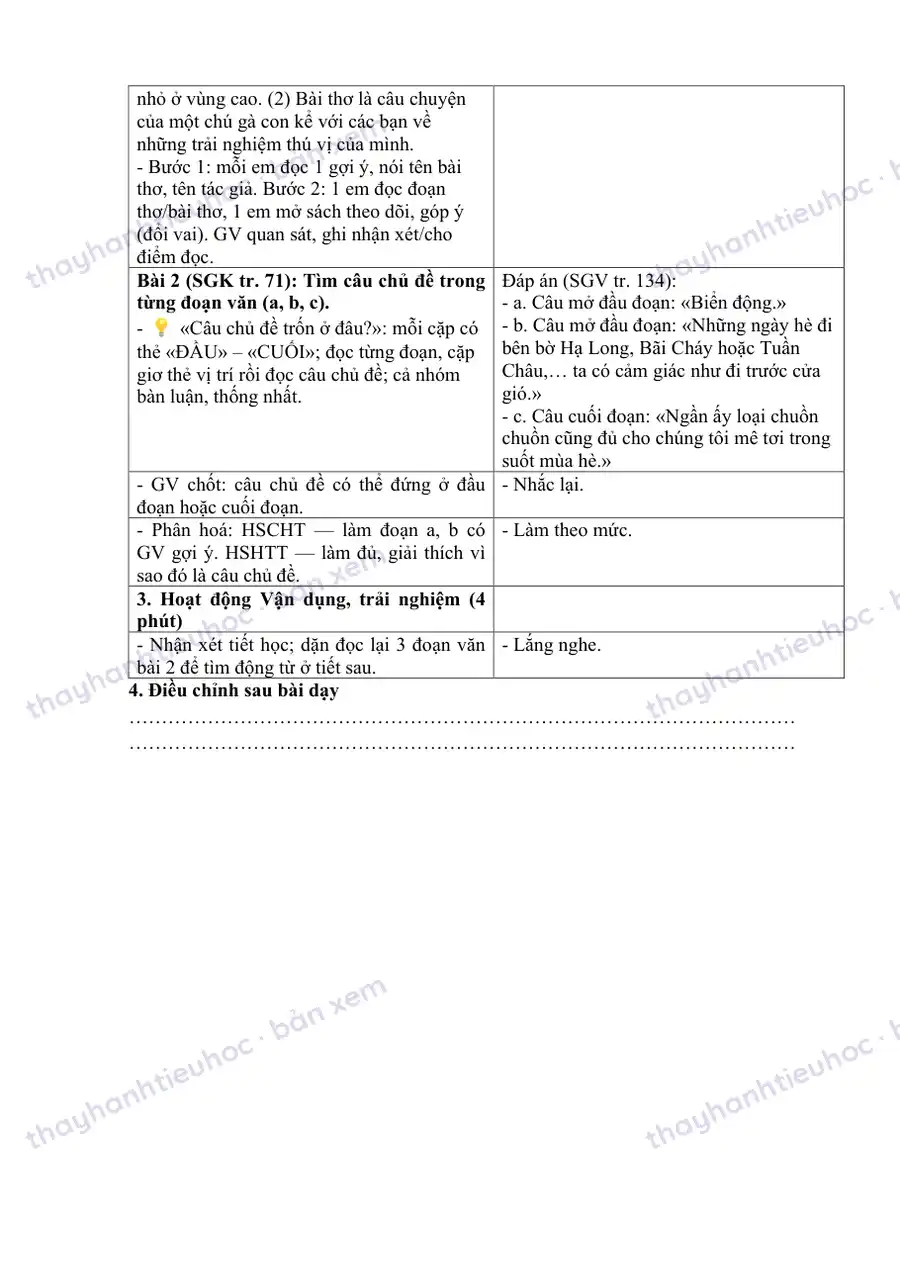 nhỏ ở vùng cao. (2) Bài thơ là câu chuyện
của một chú gà con kể với các bạn về
những trải nghiệm thú vị của mình.
- Bước 1: mỗi em đọc 1 gợi ý, nói tên bài
thơ, tên tác giả. Bước 2: 1 em đọc đoạn
thơ/bài thơ, 1 em mở sách theo dõi, góp ý
(đổi vai). GV quan sát, ghi nhận xét/cho
điểm đọc.
Bài 2 (SGK tr. 71): Tìm câu chủ đề trong
từng đoạn văn (a, b, c).
- 💡 «Câu chủ đề trốn ở đâu?»: mỗi cặp có
thẻ «ĐẦU» – «CUỐI»; đọc từng đoạn, cặp
giơ thẻ vị trí rồi đọc câu chủ đề; cả nhóm
bàn luận, thống nhất.
Đáp án (SGV tr. 134):
- a. Câu mở đầu đoạn: «Biển động.»
- b. Câu mở đầu đoạn: «Những ngày hè đi
bên bờ Hạ Long, Bãi Cháy hoặc Tuần
Châu,… ta có cảm giác như đi trước cửa
gió.»
- c. Câu cuối đoạn: «Ngần ấy loại chuồn
chuồn cũng đủ cho chúng tôi mê tơi trong
suốt mùa hè.»
- GV chốt: câu chủ đề có thể đứng ở đầu
đoạn hoặc cuối đoạn.
- Nhắc lại.
- Phân hoá: HSCHT — làm đoạn a, b có
GV gợi ý. HSHTT — làm đủ, giải thích vì
sao đó là câu chủ đề.
- Làm theo mức.
3. Hoạt động Vận dụng, trải nghiệm (4
phút)
- Nhận xét tiết học; dặn đọc lại 3 đoạn văn
bài 2 để tìm động từ ở tiết sau.
- Lắng nghe.
4. Điều chỉnh sau bài dạy
……………………………………………………………………………………………
……………………………………………………………………………………………
thayhanhtieuhoc · bản xem
thayhanhtieuhoc · b
thayhanhtieuhoc · bản xem
thayhanhtieuhoc · b
thayhanhtieuhoc · bản xem
thayhanhtieuhoc · b